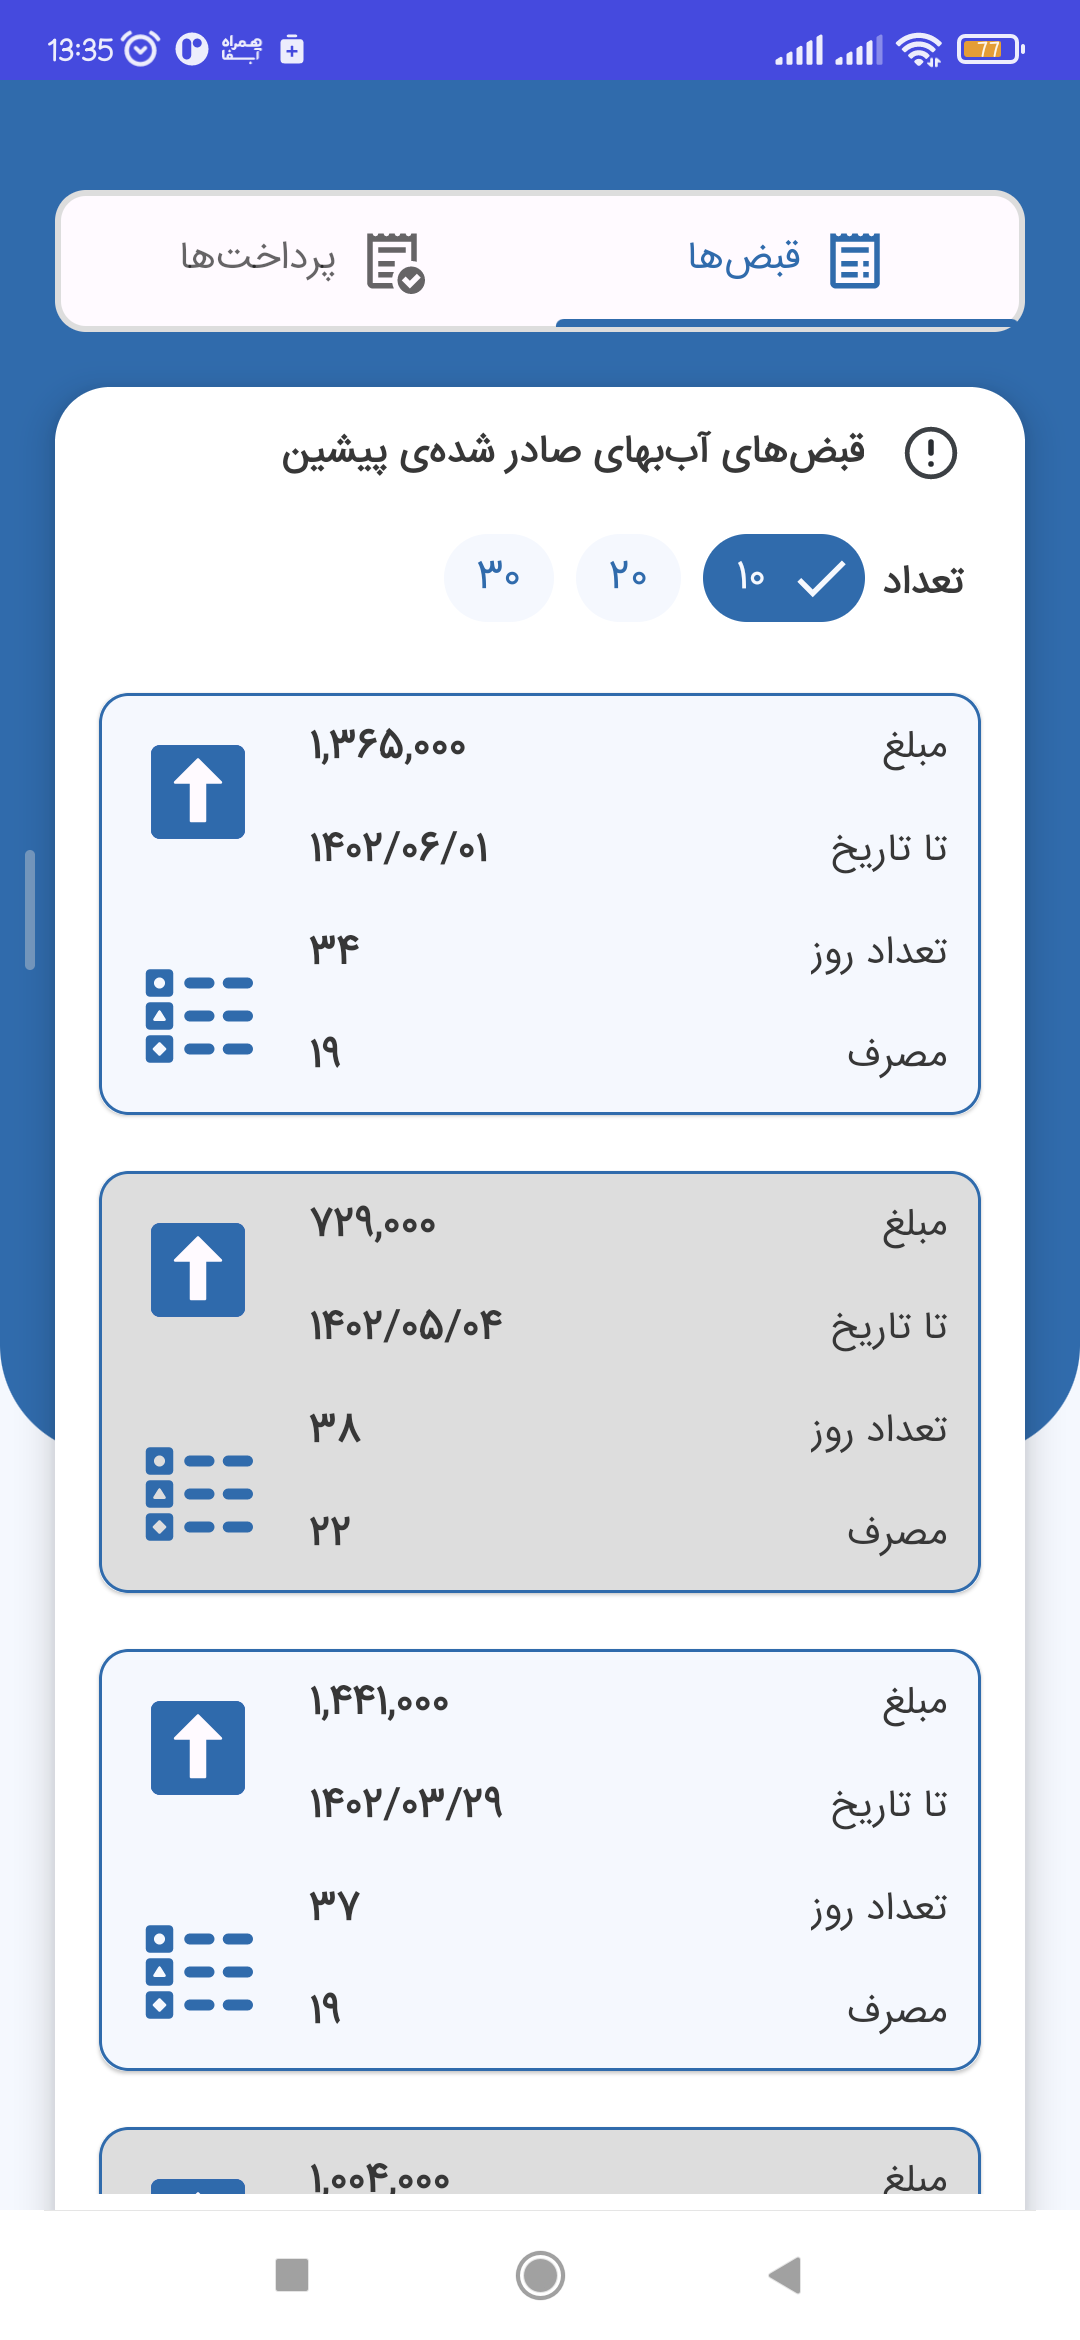 13:35 همراه آبفا 77
قبض‌ها پرداخت‌ها
قبض‌های آب‌بهای صادر شده‌ی پیشین
تعداد ۱۰ ۲۰ ۳۰
مبلغ ۱,۳۶۵,۰۰۰
تا تاریخ ۱۴۰۲/۰۶/۰۱
تعداد روز ۳۴
مصرف ۱۹
مبلغ ۷۲۹,۰۰۰
تا تاریخ ۱۴۰۲/۰۵/۰۴
تعداد روز ۳۸
مصرف ۲۲
مبلغ ۱,۴۴۱,۰۰۰
تا تاریخ ۱۴۰۲/۰۳/۲۹
تعداد روز ۳۷
مصرف ۱۹
مبلغ ۱,۰۰۴,۰۰۰